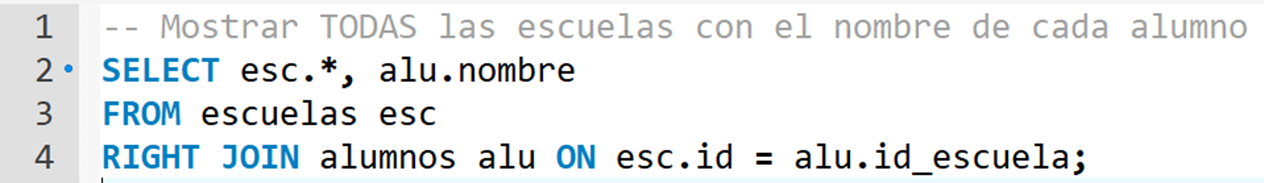 1 -- Mostrar TODAS las escuelas con el nombre de cada alumno
2 SELECT esc.*, alu.nombre
3 FROM escuelas esc
4 RIGHT JOIN alumnos alu ON esc.id = alu.id_escuela;